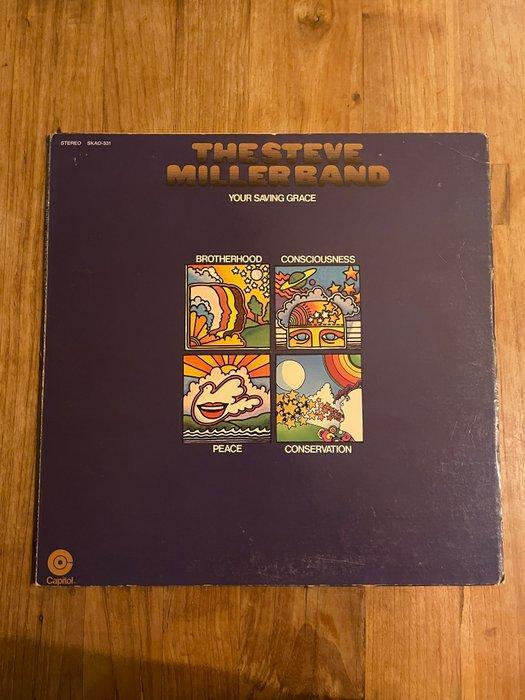 STEREO SKAO-331
THE STEVE
MILLER BAND
YOUR SAVING GRACE
BROTHERHOOD CONSCIOUSNESS
PEACE CONSERVATION
Capitol